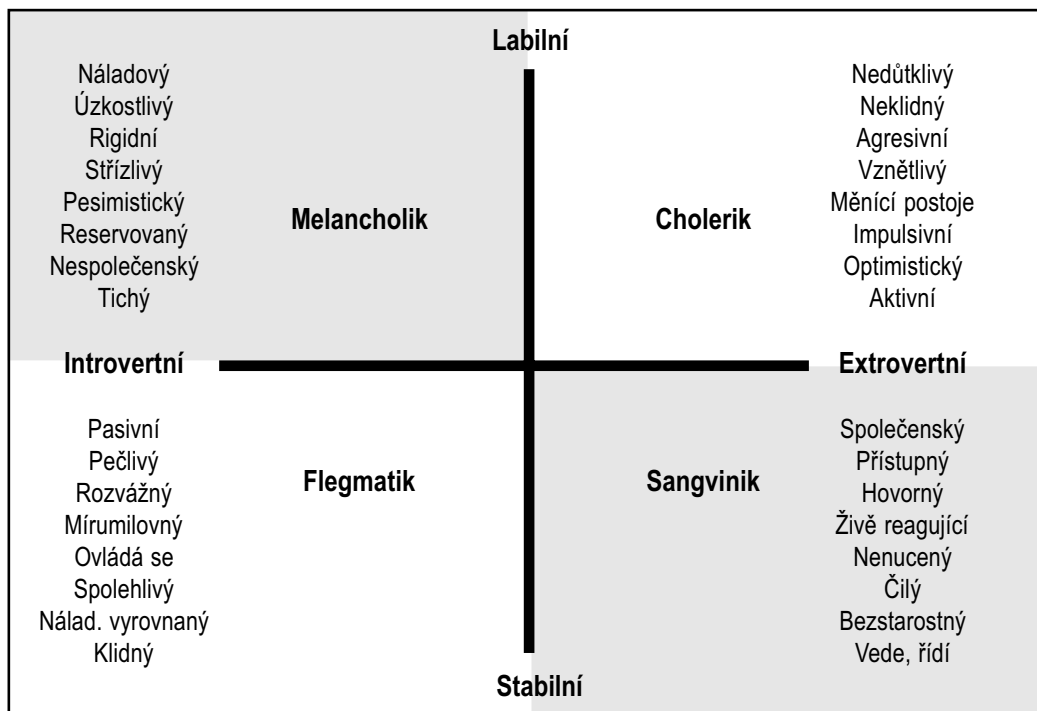 Labilní
Náladový
Úzkostlivý
Rigidní
Střízlivý
Pesimistický
Reservovaný
Nespolečenský
Tichý
Melancholik
Cholerik
Nedůtklivý
Neklidný
Agresivní
Vznětlivý
Měnící postoje
Impulsivní
Optimistický
Aktivní
Introvertní
Extrovertní
Pasivní
Pečlivý
Rozvážný
Mírumilovný
Ovládá se
Spolehlivý
Nálad. vyrovnaný
Klidný
Flegmatik
Sangvinik
Společenský
Přístupný
Hovorný
Živě reagující
Nenucený
Čilý
Bezstarostný
Vede, řídí
Stabilní